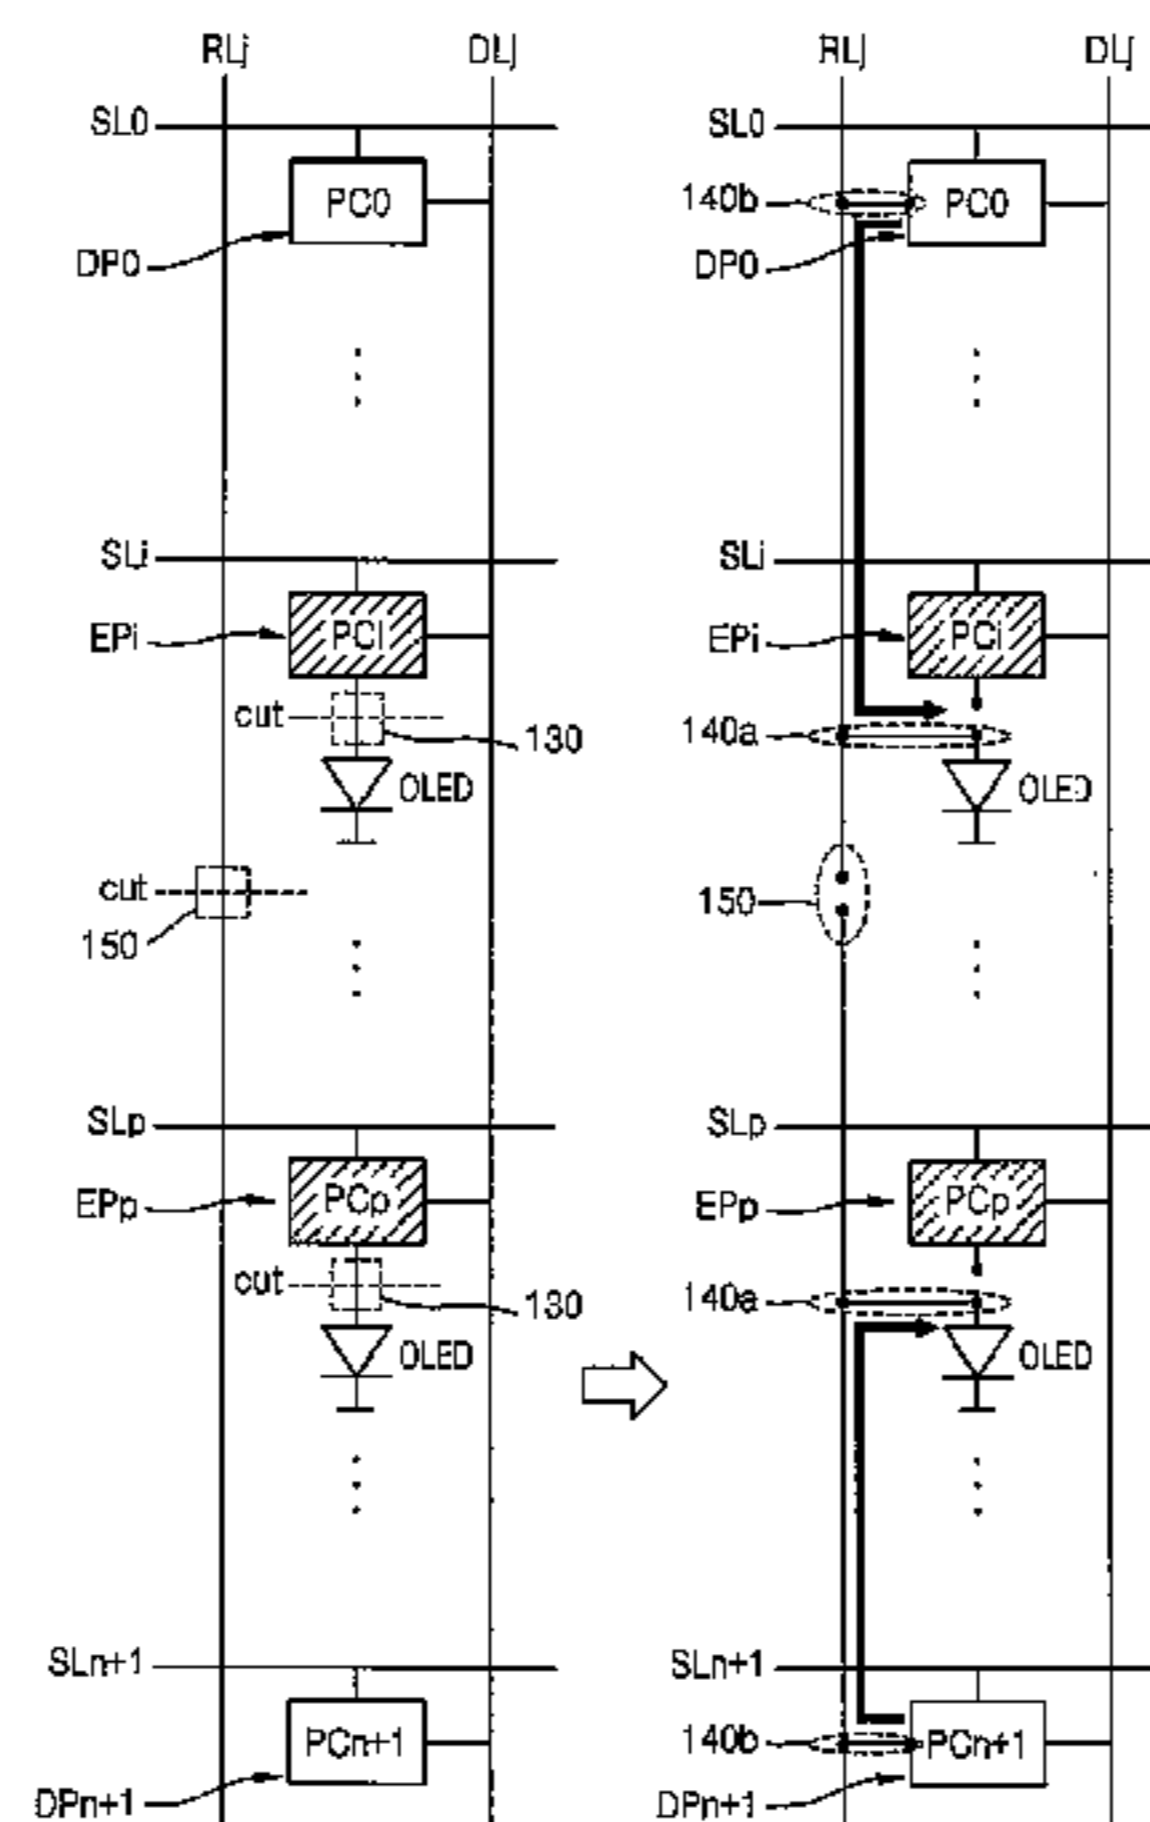 RLj DLj
SL0
PC0
DP0
SLi
PCi
EPi
cut
130
OLED
cut
150
SLp
PCp
EPp
cut
130
OLED
SLn+1
PCn+1
DPn+1
RLj DLj
SL0
140b
PC0
DP0
SLi
PCi
EPi
140a
OLED
150
SLp
PCp
EPp
140a
OLED
SLn+1
140b
PCn+1
DPn+1